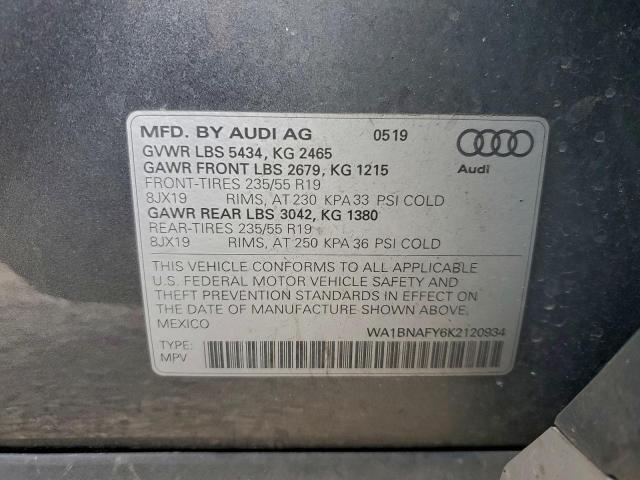 MFD. BY AUDI AG 0519
GVWR LBS 5434, KG 2465
GAWR FRONT LBS 2679, KG 1215
FRONT-TIRES 235/55 R19
8JX19 RIMS, AT 230 KPA 33 PSI COLD
GAWR REAR LBS 3042, KG 1380
REAR-TIRES 235/55 R19
8JX19 RIMS, AT 250 KPA 36 PSI COLD
Audi
THIS VEHICLE CONFORMS TO ALL APPLICABLE
U.S. FEDERAL MOTOR VEHICLE SAFETY AND
THEFT PREVENTION STANDARDS IN EFFECT ON
THE DATE OF MANUFACTURE SHOWN ABOVE.
MEXICO WA1BNAFY6K2120934
TYPE:
MPV